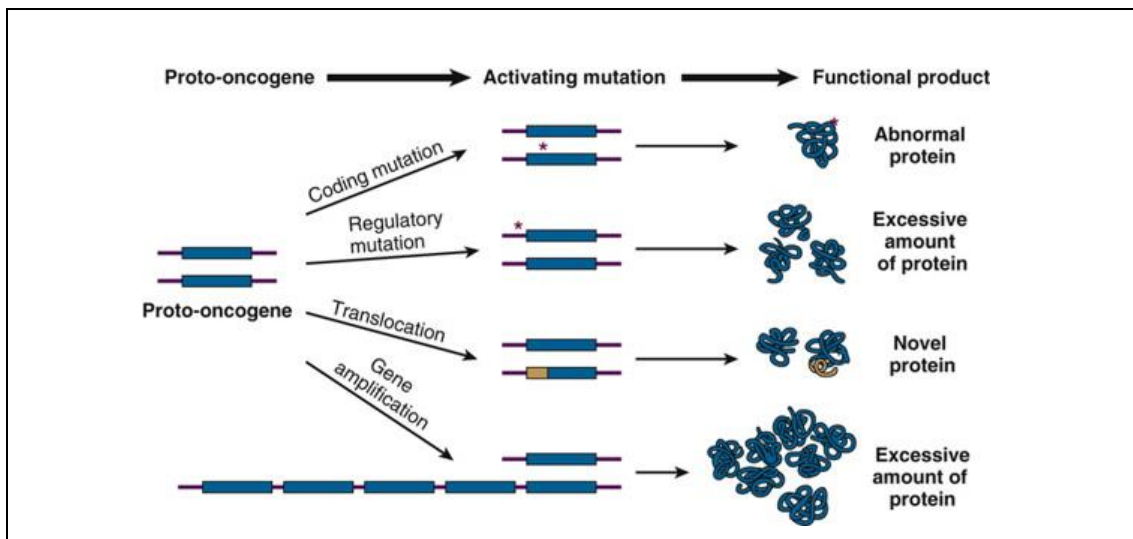 Proto-oncogene
Activating mutation
Functional product
Coding mutation
*
*
Abnormal
protein
Regulatory
mutation
*
Excessive
amount
of protein
Proto-oncogene
Translocation
Novel
protein
Gene
amplification
Excessive
amount of
protein